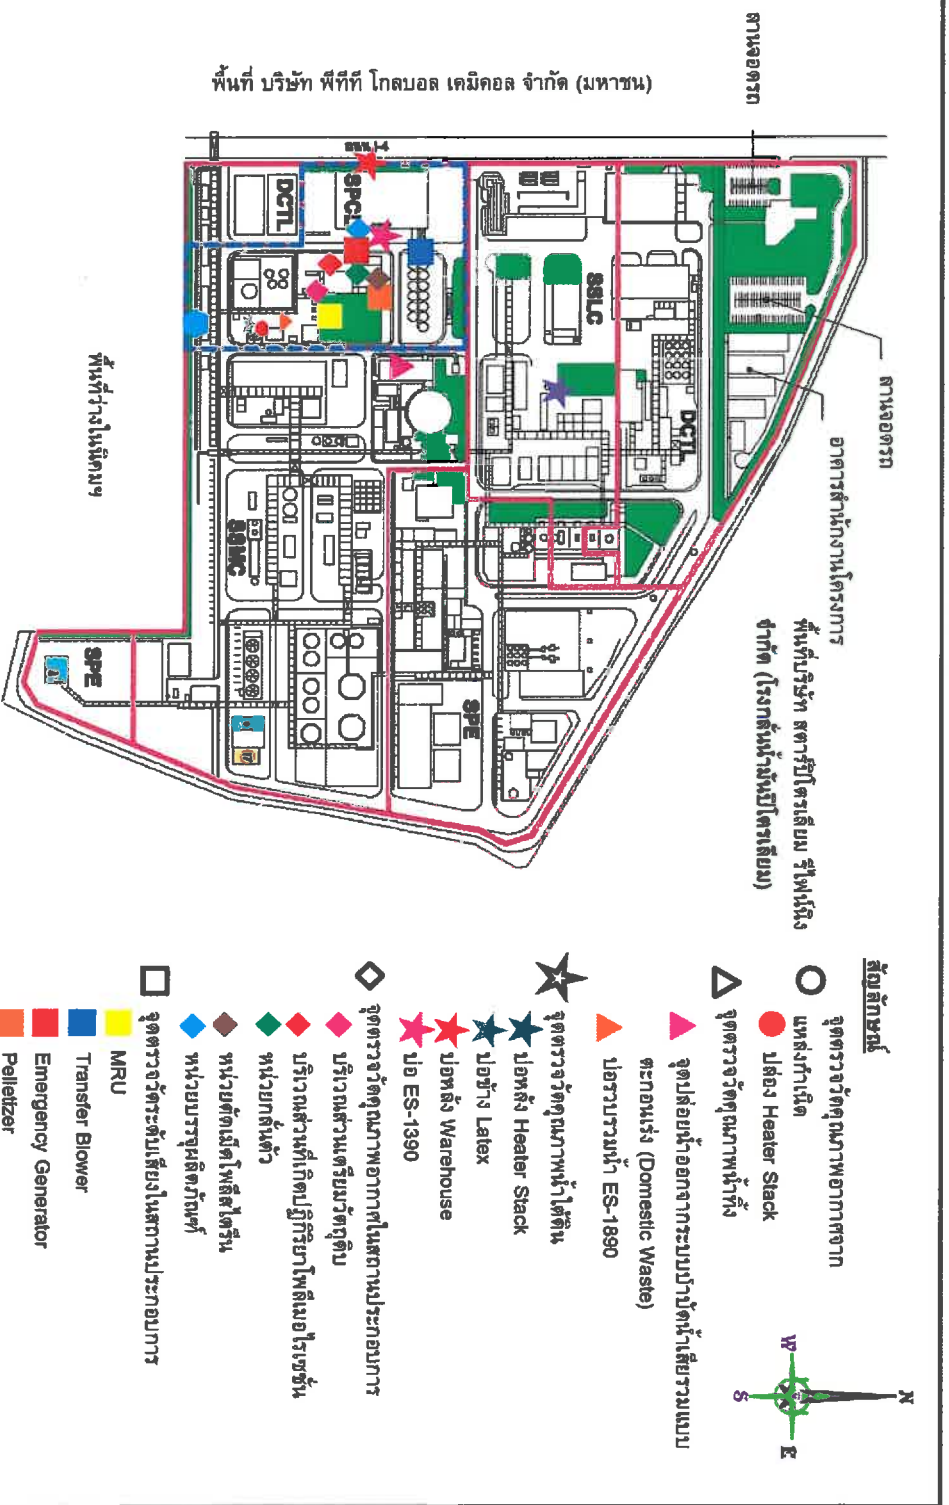 ลานจอดรถ
ลานจอดรถ
อาคารสำนักงานโครงการ
พื้นที่บริษัท สตาร์ปิโตรเลียม รีไฟน์นิ่ง
จำกัด (โรงกลั่นน้ำมันปิโตรเลียม)
พื้นที่ บริษัท พีทีที โกลบอล เคมิคอล จำกัด (มหาชน)
พื้นที่ว่างในนิคมฯ
DCTL
SSLC
DCTL
SPE
SSMC
SPE
N
W
E
S
สัญลักษณ์
จุดตรวจวัดคุณภาพอากาศจาก
แหล่งกำเนิด
ปล่อง Heater Stack
จุดตรวจวัดคุณภาพน้ำทิ้ง
จุดปล่อยน้ำออกจากระบบบำบัดน้ำเสียรวมแบบ
ตะกอนเร่ง (Domestic Waste)
บ่อรวบรวมน้ำ ES-1890
จุดตรวจวัดคุณภาพน้ำใต้ดิน
บ่อหลัง Heater Stack
บ่อข้าง Latex
บ่อหลัง Warehouse
บ่อ ES-1390
จุดตรวจวัดคุณภาพอากาศในสถานประกอบการ
บริเวณส่วนเตรียมวัตถุดิบ
บริเวณส่วนที่เกิดปฏิกิริยาโพลีเมอไรเซชั่น
หน่วยกลั่นตัว
หน่วยตัดเม็ดโพลีสไตรีน
หน่วยบรรจุผลิตภัณฑ์
จุดตรวจวัดระดับเสียงในสถานประกอบการ
MRU
Transfer Blower
Emergency Generator
Pelletizer